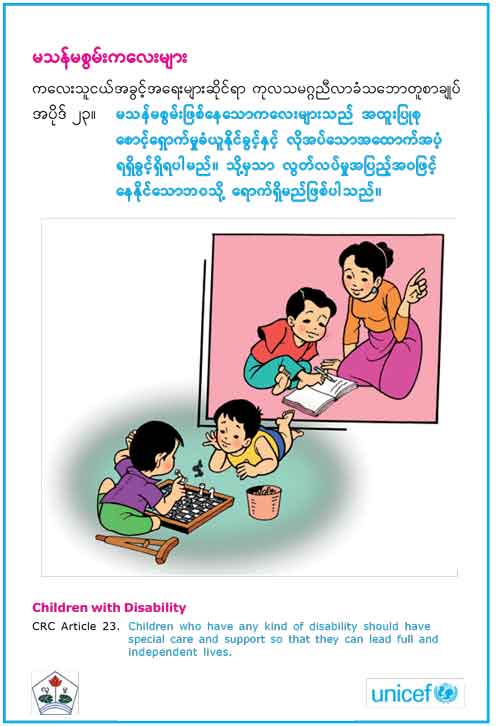 မသန်မစွမ်းကလေးများ
ကလေးသူငယ်အခွင့်အရေးများဆိုင်ရာ ကုလသမဂ္ဂညီလာခံသဘောတူစာချုပ်
အပိုဒ် ၂၃။ မသန်မစွမ်းဖြစ်နေသောကလေးများသည် အထူးပြုစု
စောင့်ရှောက်မှုခံယူနိုင်ခွင့်နှင့် လိုအပ်သောအထောက်အပံ့
ရရှိခွင့်ရှိရပါမည်။ သို့မှသာ လွတ်လပ်မှုအပြည့်အဝဖြင့်
နေနိုင်သောဘဝသို့ ရောက်ရှိမည်ဖြစ်ပါသည်။
Children with Disability
CRC Article 23. Children who have any kind of disability should have
special care and support so that they can lead full and
independent lives.
unicef